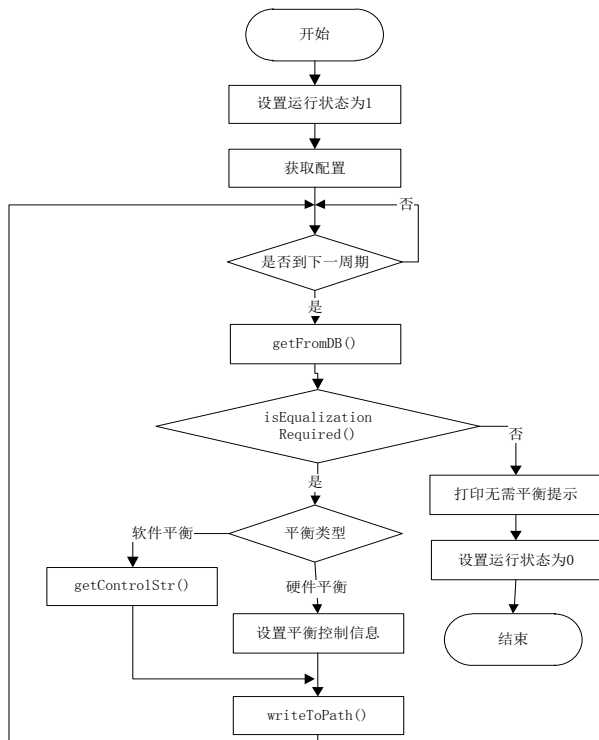 开始
设置运行状态为1
获取配置
否
是否到下一周期
是
getFromDB()
isEqualization
Required()
否
是
打印无需平衡提示
软件平衡
平衡类型
设置运行状态为0
getControlStr()
硬件平衡
设置平衡控制信息
结束
writeToPath()